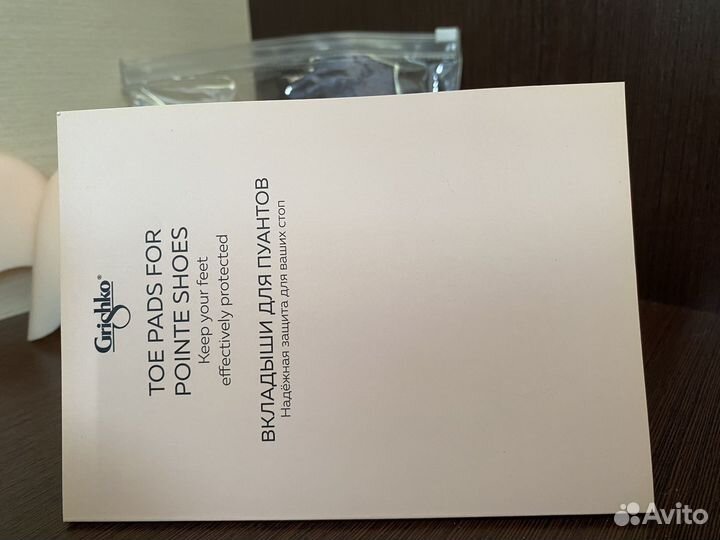 Grishko®
TOE PADS FOR
POINTE SHOES
Keep your feet
effectively protected
ВКЛАДЫШИ ДЛЯ ПУАНТОВ
Надёжная защита для ваших стоп
Avito